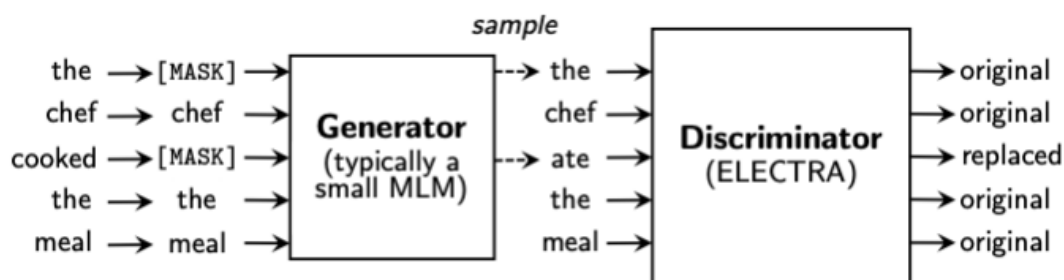 sample
the [MASK] the original
chef chef chef original
cooked [MASK] ate replaced
the the the original
meal meal meal original
Generator
(typically a
small MLM)
Discriminator
(ELECTRA)